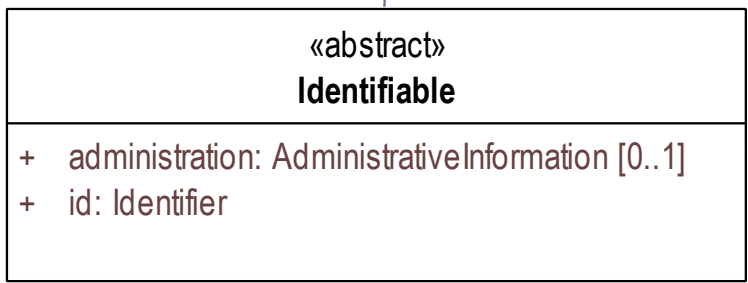 «abstract»
Identifiable
+ administration: AdministrativeInformation [0..1]
+ id: Identifier